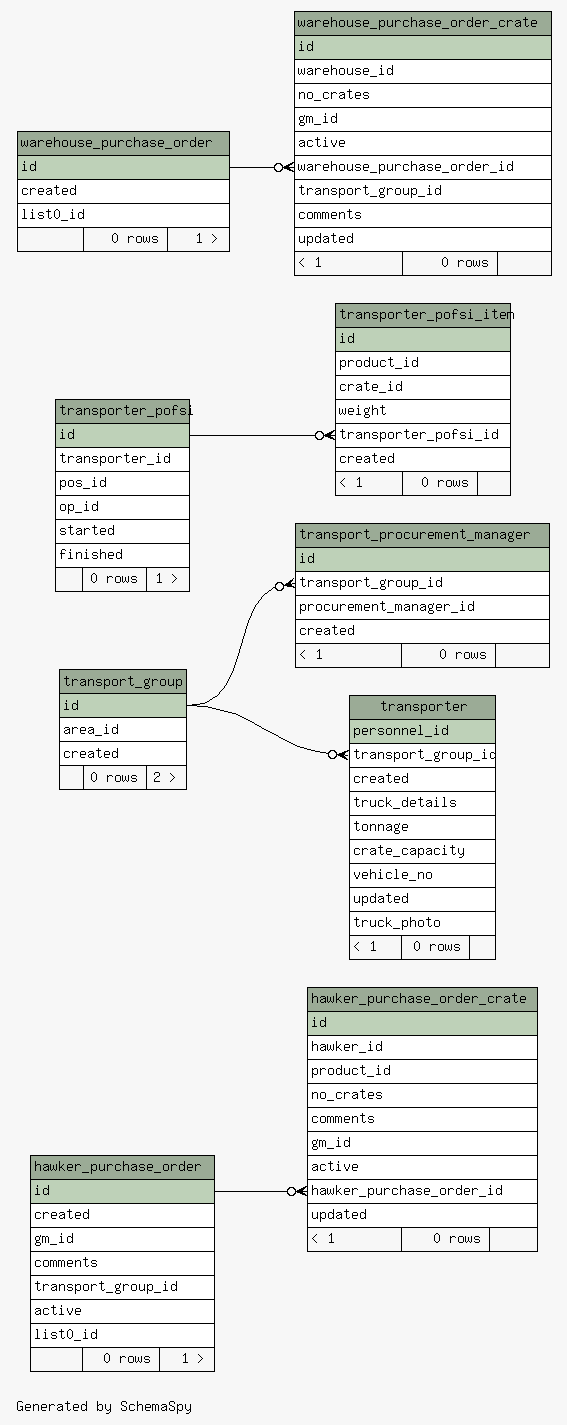 warehouse_purchase_order_crate
id
warehouse_id
no_crates
gm_id
active
warehouse_purchase_order_id
transport_group_id
comments
updated
< 1 0 rows
warehouse_purchase_order
id
created
list0_id
0 rows 1 >
transporter_pofsi_item
id
product_id
crate_id
weight
transporter_pofsi_id
created
< 1 0 rows
transporter_pofsi
id
transporter_id
pos_id
op_id
started
finished
0 rows 1 >
transport_procurement_manager
id
transport_group_id
procurement_manager_id
created
< 1 0 rows
transport_group
id
area_id
created
0 rows 2 >
transporter
personnel_id
transport_group_id
created
truck_details
tonnage
crate_capacity
vehicle_no
updated
truck_photo
< 1 0 rows
hawker_purchase_order_crate
id
hawker_id
product_id
no_crates
comments
gm_id
active
hawker_purchase_order_id
updated
< 1 0 rows
hawker_purchase_order
id
created
gm_id
comments
transport_group_id
active
list0_id
0 rows 1 >
Generated by SchemaSpy